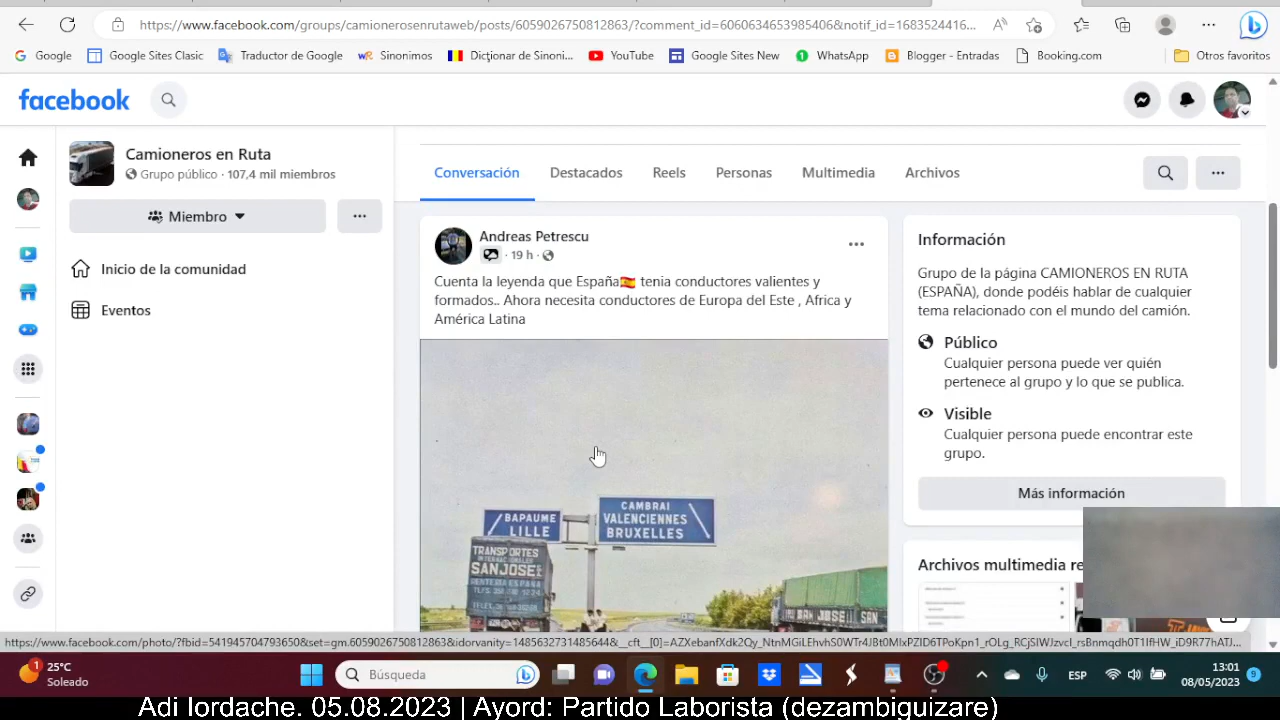 https://www.facebook.com/groups/camionerosenrutaweb/posts/6059026750812863/?comment_id=6060634653985406&notif_id=1683524416...
Google
Google Sites Clasic
Traductor de Google
Sinonimos
Dicționar de Sinoni...
YouTube
Google Sites New
WhatsApp
Blogger - Entradas
Booking.com
Otros favoritos
facebook
Camioneros en Ruta
Grupo público · 107,4 mil miembros
Miembro
Inicio de la comunidad
Eventos
Conversación
Destacados
Reels
Personas
Multimedia
Archivos
Andreas Petrescu
· 19 h ·
Cuenta la leyenda que España🇪🇸 tenia conductores valientes y
formados.. Ahora necesita conductores de Europa del Este , Africa y
América Latina
BAPAUME
LILLE
CAMBRAI
VALENCIENNES
BRUXELLES
TRANSPORTES
INTERNACIONALES
SAN JOSE
RENTERIA ESPAÑA
SAN JOSE
Información
Grupo de la página CAMIONEROS EN RUTA
(ESPAÑA), donde podéis hablar de cualquier
tema relacionado con el mundo del camión.
Público
Cualquier persona puede ver quién
pertenece al grupo y lo que se publica.
Visible
Cualquier persona puede encontrar este
grupo.
Más información
Archivos multimedia re
25°C
Soleado
Búsqueda
ESP
13:01
08/05/2023
Adi Iordache. 05.08.2023 | Ayord: Partido Laborista (dezambiguizare)